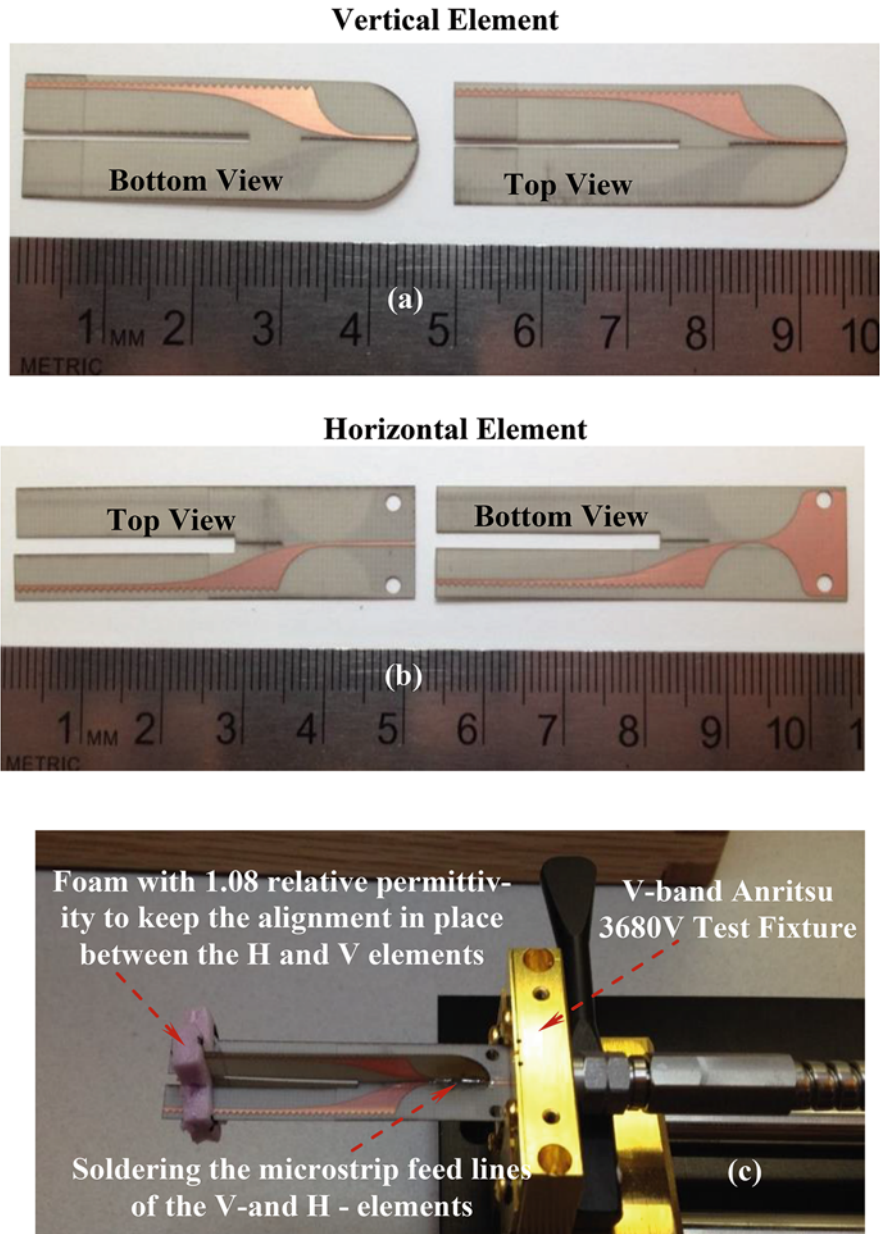 Vertical Element
Bottom View
Top View
(a)
1 MM 2 3 4 5 6 7 8 9 10
METRIC
Horizontal Element
Top View
Bottom View
(b)
1 MM 2 3 4 5 6 7 8 9 10 1
METRIC
Foam with 1.08 relative permittiv-
ity to keep the alignment in place
between the H and V elements
V-band Anritsu
3680V Test Fixture
Soldering the microstrip feed lines
of the V-and H - elements
(c)